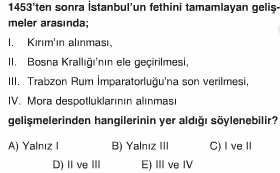 1453'ten sonra İstanbul'un fethini tamamlayan geliş-
meler arasında;
I. Kırım'ın alınması,
II. Bosna Krallığı'nın ele geçirilmesi,
III. Trabzon Rum İmparatorluğu'na son verilmesi,
IV. Mora despotluklarının alınması
gelişmelerinden hangilerinin yer aldığı söylenebilir?
A) Yalnız I B) Yalnız III C) I ve II
D) II ve III E) III ve IV